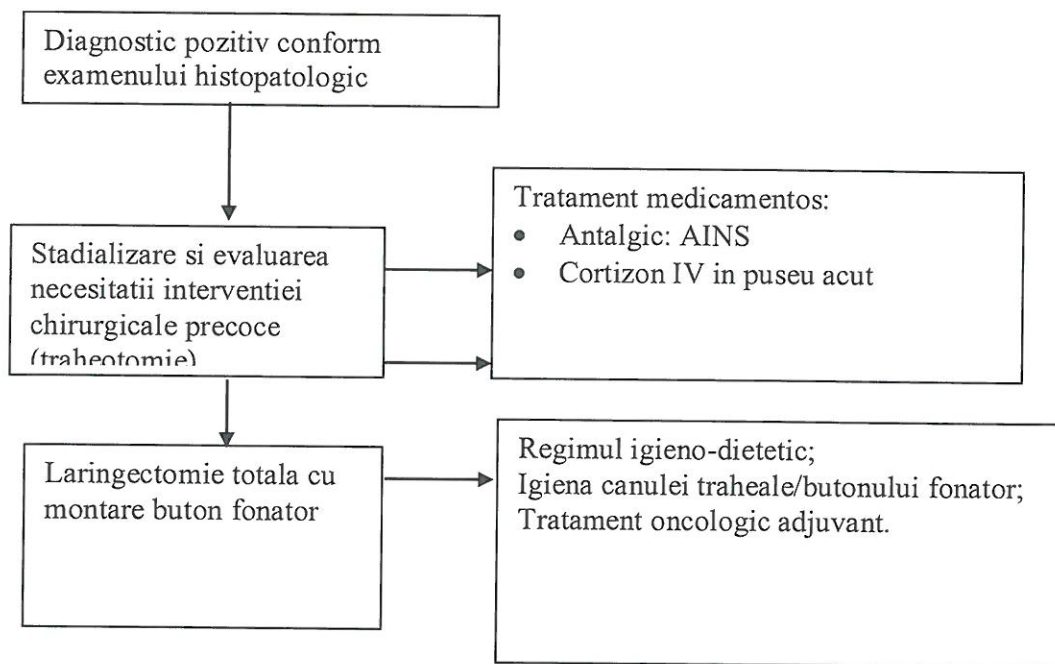 Diagnostic pozitiv conform
examenului histopatologic
Stadializare si evaluarea
necesitatii interventiei
chirurgicale precoce
(traheotomie)
Tratament medicamentos:
• Antalgic: AINS
• Cortizon IV in puseu acut
Laringectomie totala cu
montare buton fonator
Regimul igieno-dietetic;
Igiena canulei traheale/butonului fonator;
Tratament oncologic adjuvant.